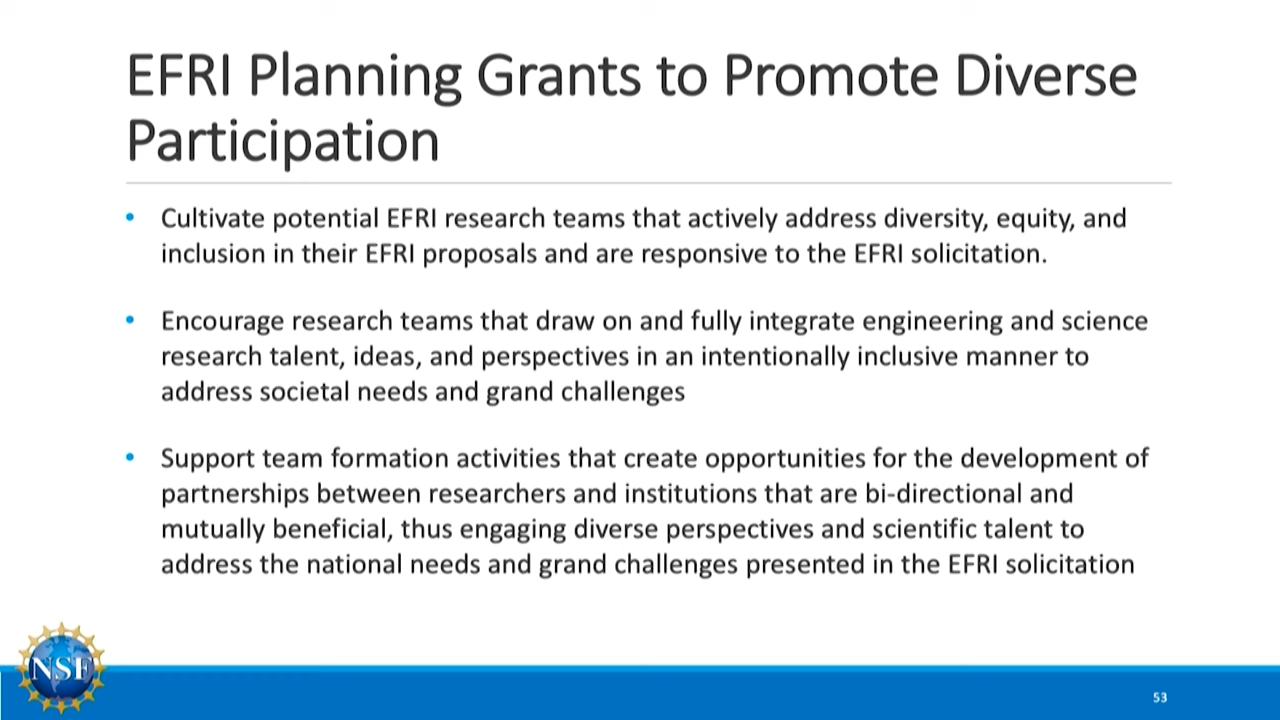 EFRI Planning Grants to Promote Diverse
Participation
• Cultivate potential EFRI research teams that actively address diversity, equity, and
inclusion in their EFRI proposals and are responsive to the EFRI solicitation.
• Encourage research teams that draw on and fully integrate engineering and science
research talent, ideas, and perspectives in an intentionally inclusive manner to
address societal needs and grand challenges
• Support team formation activities that create opportunities for the development of
partnerships between researchers and institutions that are bi-directional and
mutually beneficial, thus engaging diverse perspectives and scientific talent to
address the national needs and grand challenges presented in the EFRI solicitation
NSF
53